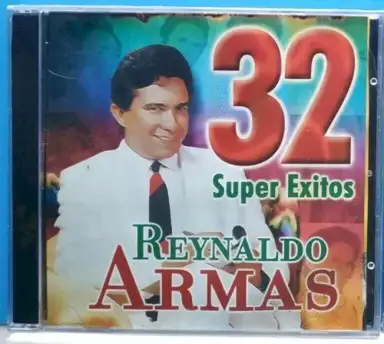 32
Super Exitos
REYNALDO
ARMAS